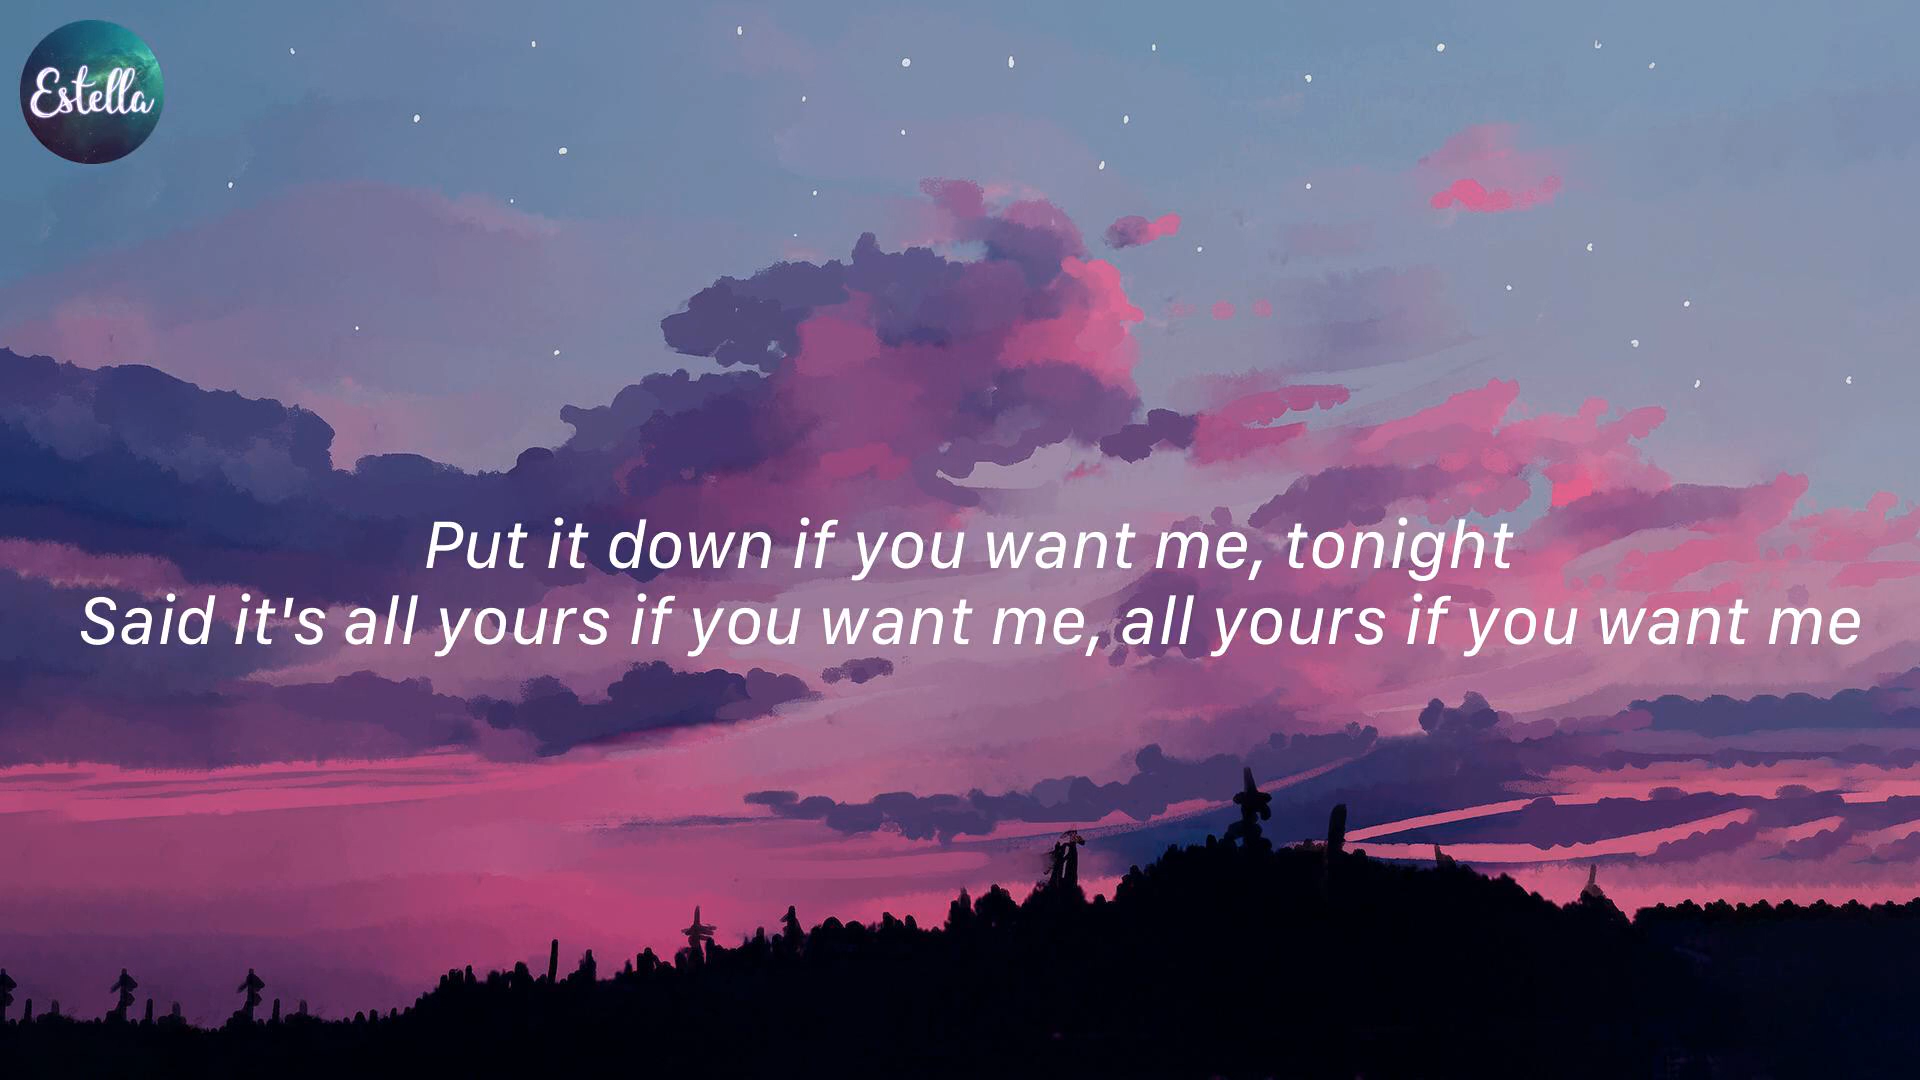 Estella
Put it down if you want me, tonight
Said it's all yours if you want me, all yours if you want me